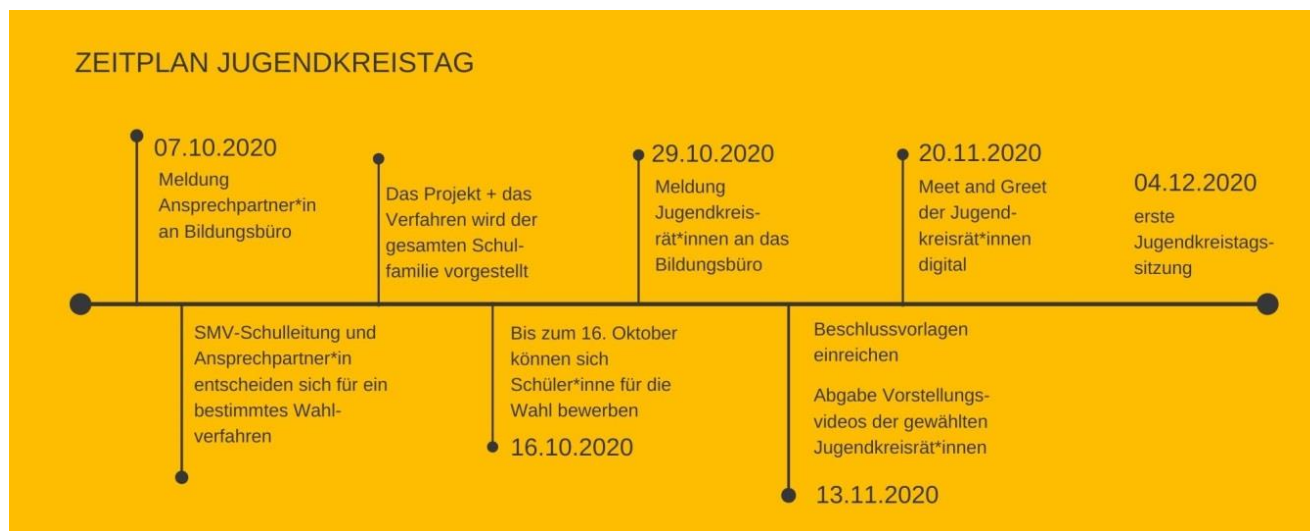 ZEITPLAN JUGENDKREISTAG
07.10.2020
Meldung
Ansprechpartner*in
an Bildungsbüro
SMV-Schulleitung und
Ansprechpartner*in
entscheiden sich für ein
bestimmtes Wahl-
verfahren
Das Projekt + das
Verfahren wird der
gesamten Schul-
familie vorgestellt
Bis zum 16. Oktober
können sich
Schüler*inne für die
Wahl bewerben
16.10.2020
29.10.2020
Meldung
Jugendkreis-
rät*innen an das
Bildungsbüro
Beschlussvorlagen
einreichen
Abgabe Vorstellungs-
videos der gewählten
Jugendkreisrät*innen
13.11.2020
20.11.2020
Meet and Greet
der Jugend-
kreisrät*innen
digital
04.12.2020
erste
Jugendkreistags-
sitzung